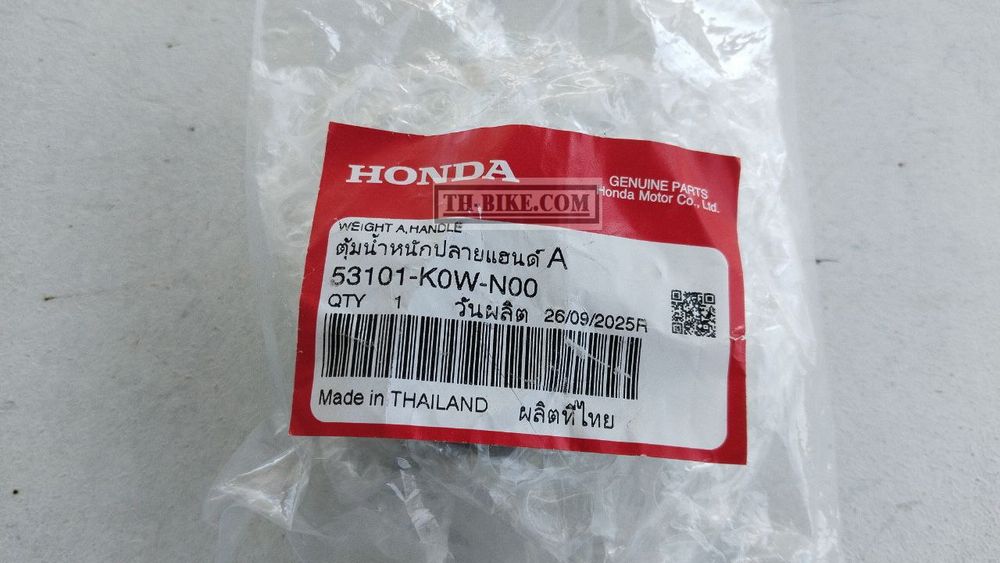 HONDA
GENUINE PARTS
Honda Motor Co., Ltd.
TH-BIKE.COM
WEIGHT A,HANDLE
ตุ้มน้ำหนักปลายแฮนด์ A
53101-K0W-N00
QTY 1 วันผลิต 26/09/2025R
Made in THAILAND ผลิตที่ไทย